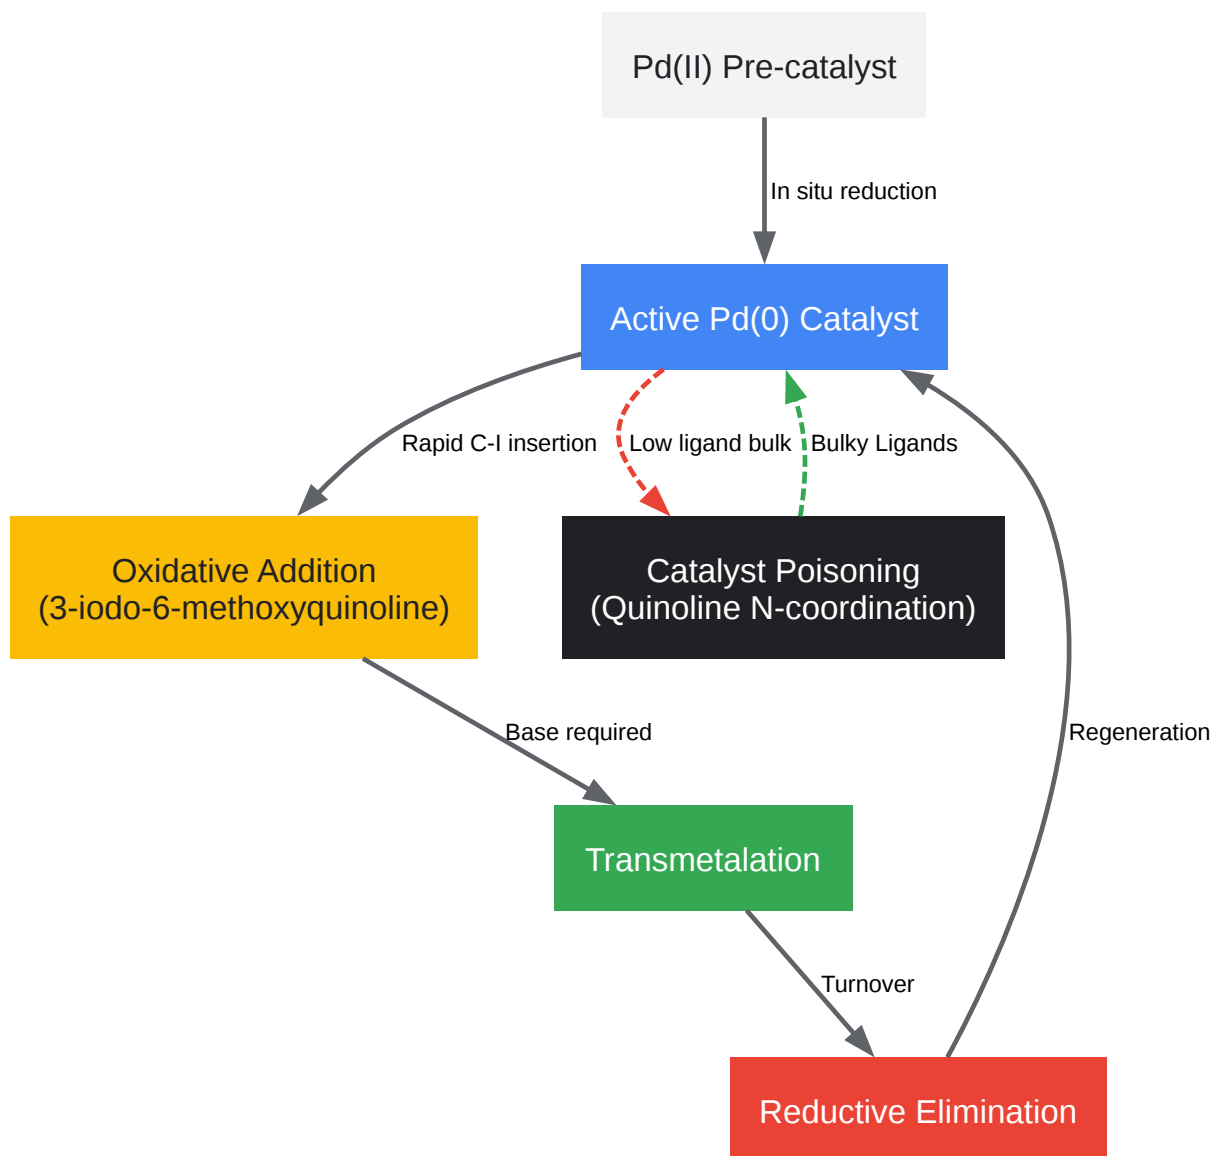 Pd(II) Pre-catalyst
In situ reduction
Active Pd(0) Catalyst
Rapid C-I insertion
Low ligand bulk
Bulky Ligands
Oxidative Addition
(3-iodo-6-methoxyquinoline)
Catalyst Poisoning
(Quinoline N-coordination)
Base required
Regeneration
Transmetalation
Turnover
Reductive Elimination